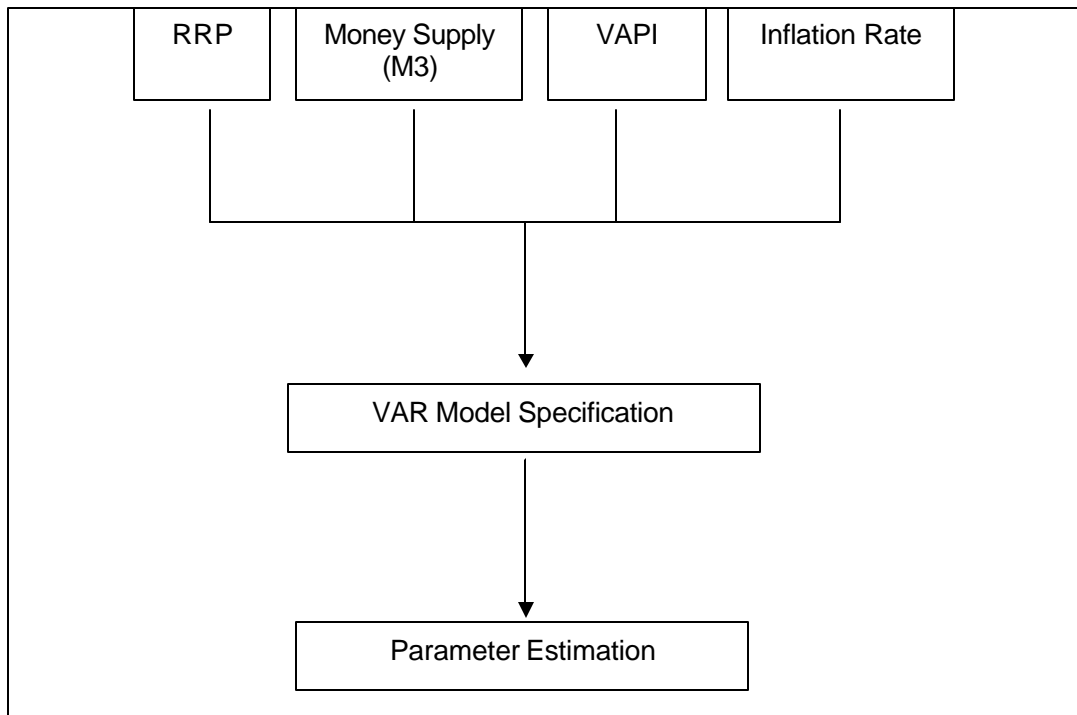 RRP
Money Supply
(M3)
VAPI
Inflation Rate
VAR Model Specification
Parameter Estimation